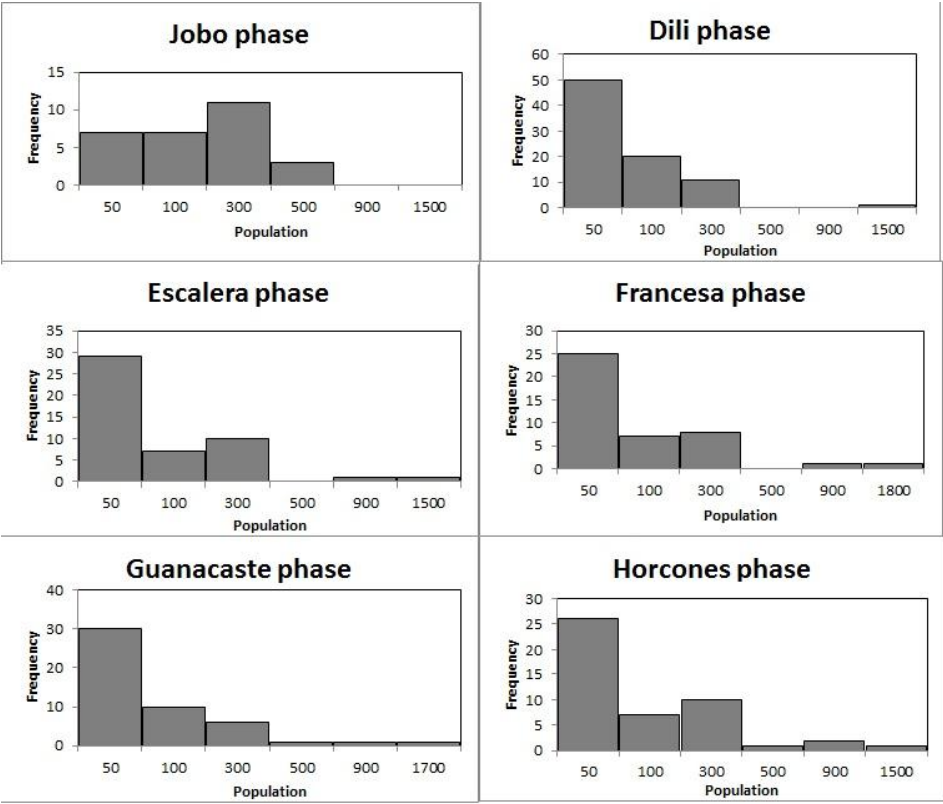 Jobo phase
15
10
5
0
Frequency
50 100 300 500 900 1500
Population
Dili phase
60
50
40
30
20
10
0
Frequency
50 100 300 500 900 1500
Population
Escalera phase
35
30
25
20
15
10
5
0
Frequency
50 100 300 500 900 1500
Population
Francesa phase
30
25
20
15
10
5
0
Frequency
50 100 300 500 900 1800
Population
Guanacaste phase
40
30
20
10
0
Frequency
50 100 300 500 900 1700
Population
Horcones phase
30
25
20
15
10
5
0
Frequency
50 100 300 500 900 1500
Population